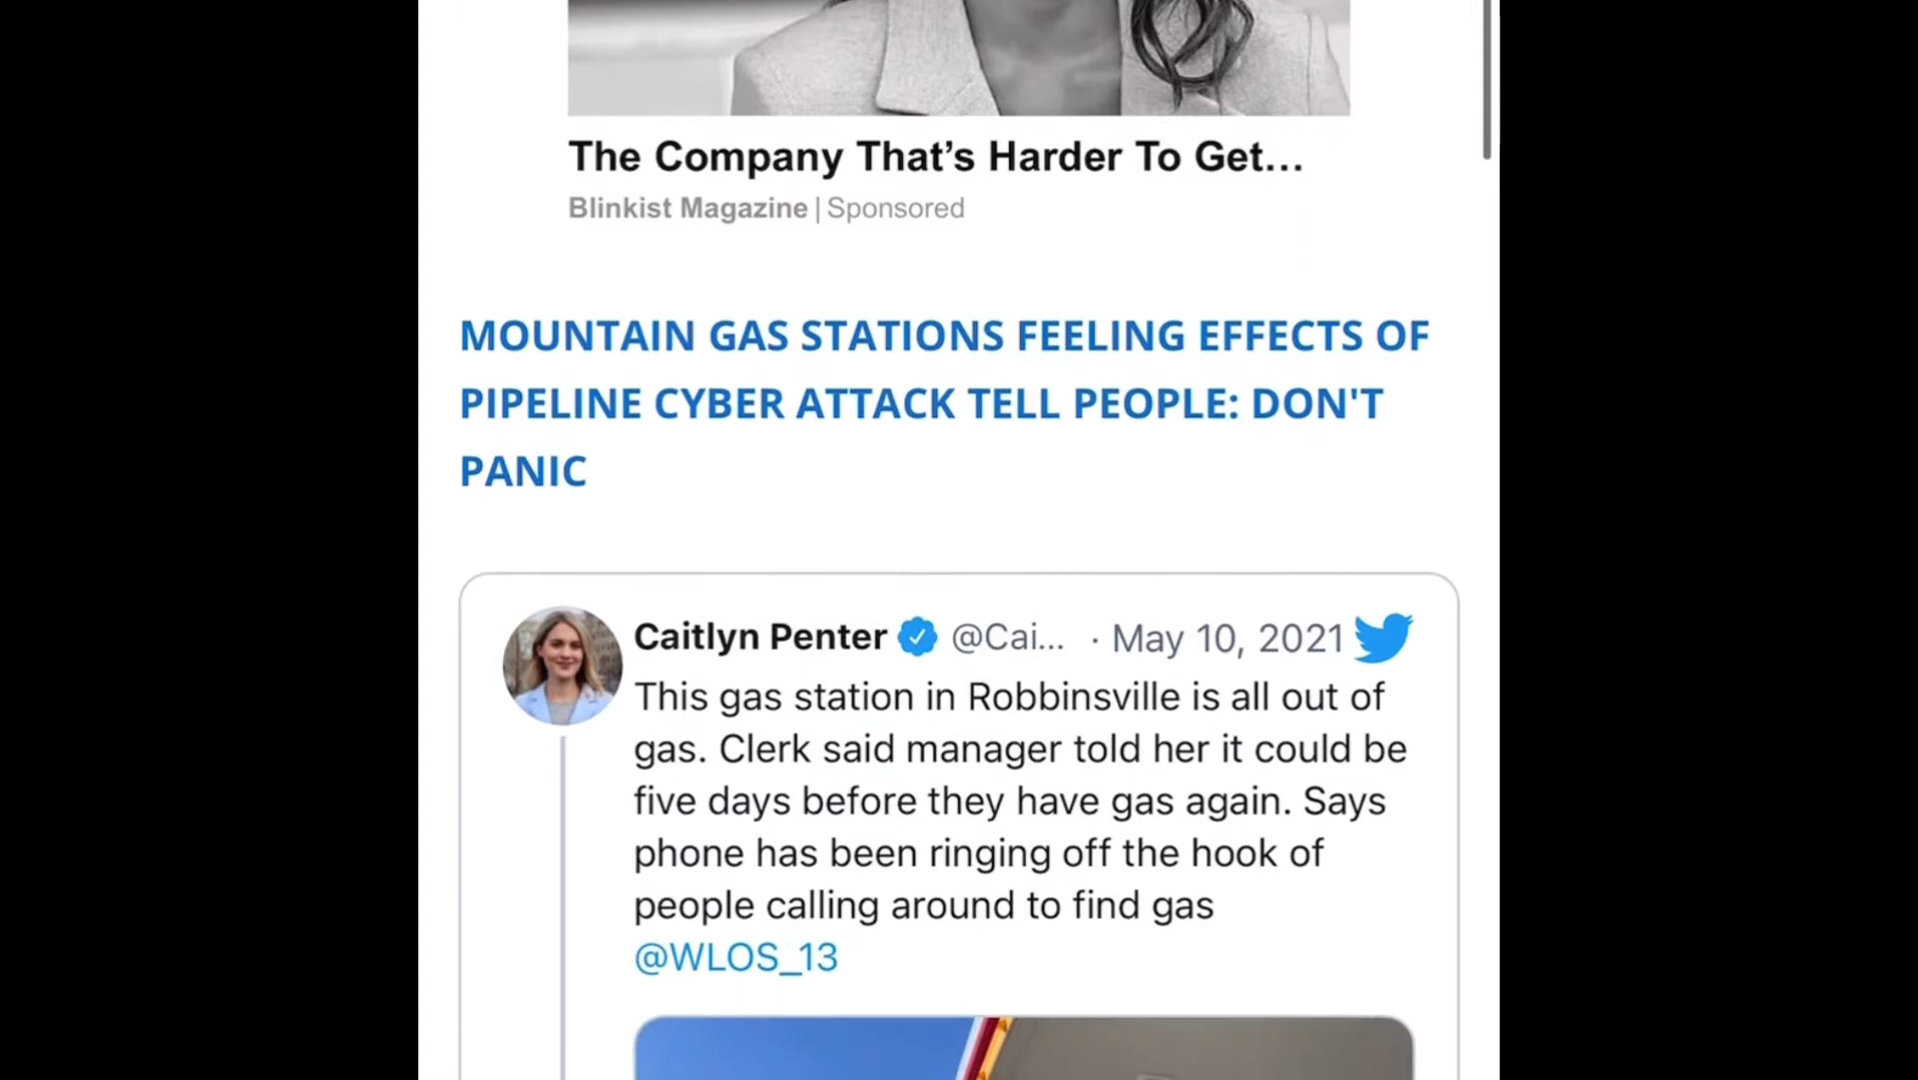 The Company That’s Harder To Get...
Blinkist Magazine | Sponsored
MOUNTAIN GAS STATIONS FEELING EFFECTS OF
PIPELINE CYBER ATTACK TELL PEOPLE: DON'T
PANIC
Caitlyn Penter @Cai... · May 10, 2021
This gas station in Robbinsville is all out of
gas. Clerk said manager told her it could be
five days before they have gas again. Says
phone has been ringing off the hook of
people calling around to find gas
@WLOS_13